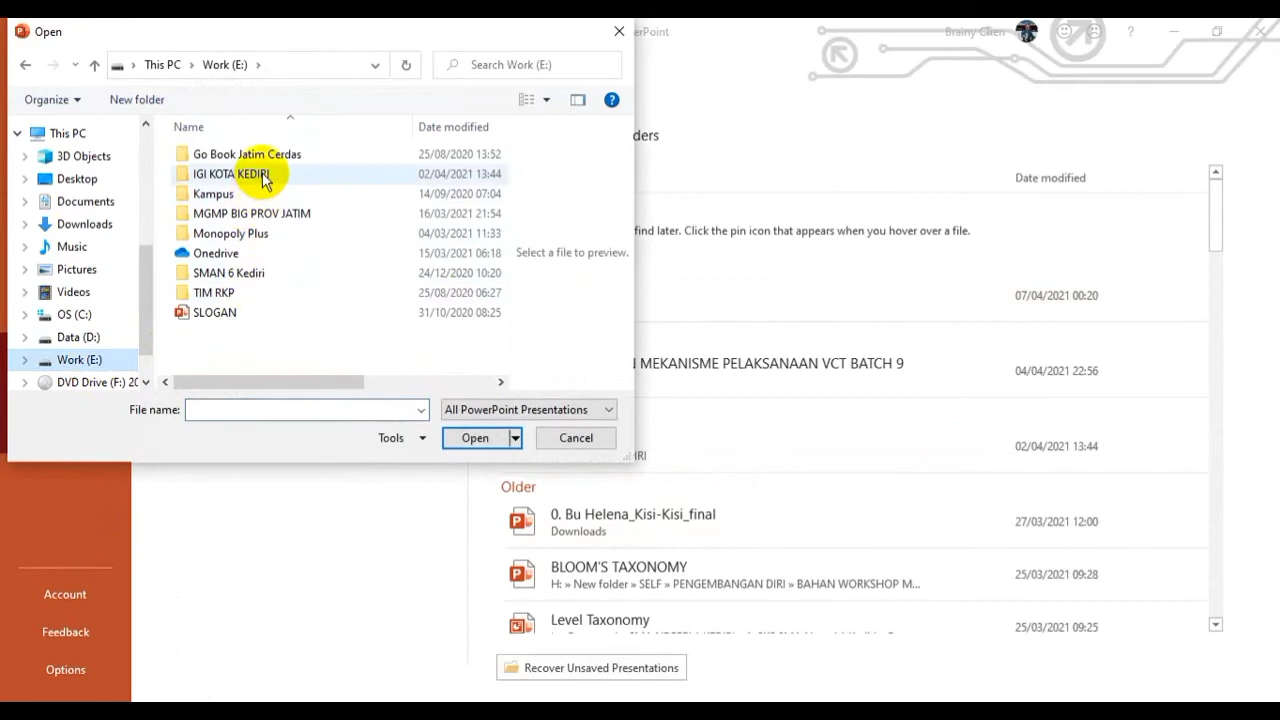 Open
PowerPoint
Brainy Chen
?
This PC
Work (E:)
Search Work (E:)
Organize
New folder
?
This PC
3D Objects
Desktop
Documents
Downloads
Music
Pictures
Videos
OS (C:)
Data (D:)
Work (E:)
DVD Drive (F:) 20
Name
Date modified
Go Book Jatim Cerdas
25/08/2020 13:52
IGI KOTA KEDIRI
02/04/2021 13:44
Kampus
14/09/2020 07:04
MGMP BIG PROV JATIM
16/03/2021 21:54
Monopoly Plus
04/03/2021 11:33
Onedrive
15/03/2021 06:18
SMAN 6 Kediri
24/12/2020 10:20
TIM RKP
25/08/2020 06:27
SLOGAN
31/10/2020 08:25
Select a file to preview.
File name:
All PowerPoint Presentations
Tools
Open
Cancel
ders
Date modified
find later. Click the pin icon that appears when you hover over a file.
07/04/2021 00:20
N MEKANISME PELAKSANAAN VCT BATCH 9
04/04/2021 22:56
02/04/2021 13:44
Older
0. Bu Helena_Kisi-Kisi_final
Downloads
27/03/2021 12:00
BLOOM'S TAXONOMY
H: » New folder » SELF » PENGEMBANGAN DIRI » BAHAN WORKSHOP M...
25/03/2021 09:28
Level Taxonomy
25/03/2021 09:25
Recover Unsaved Presentations
Account
Feedback
Options